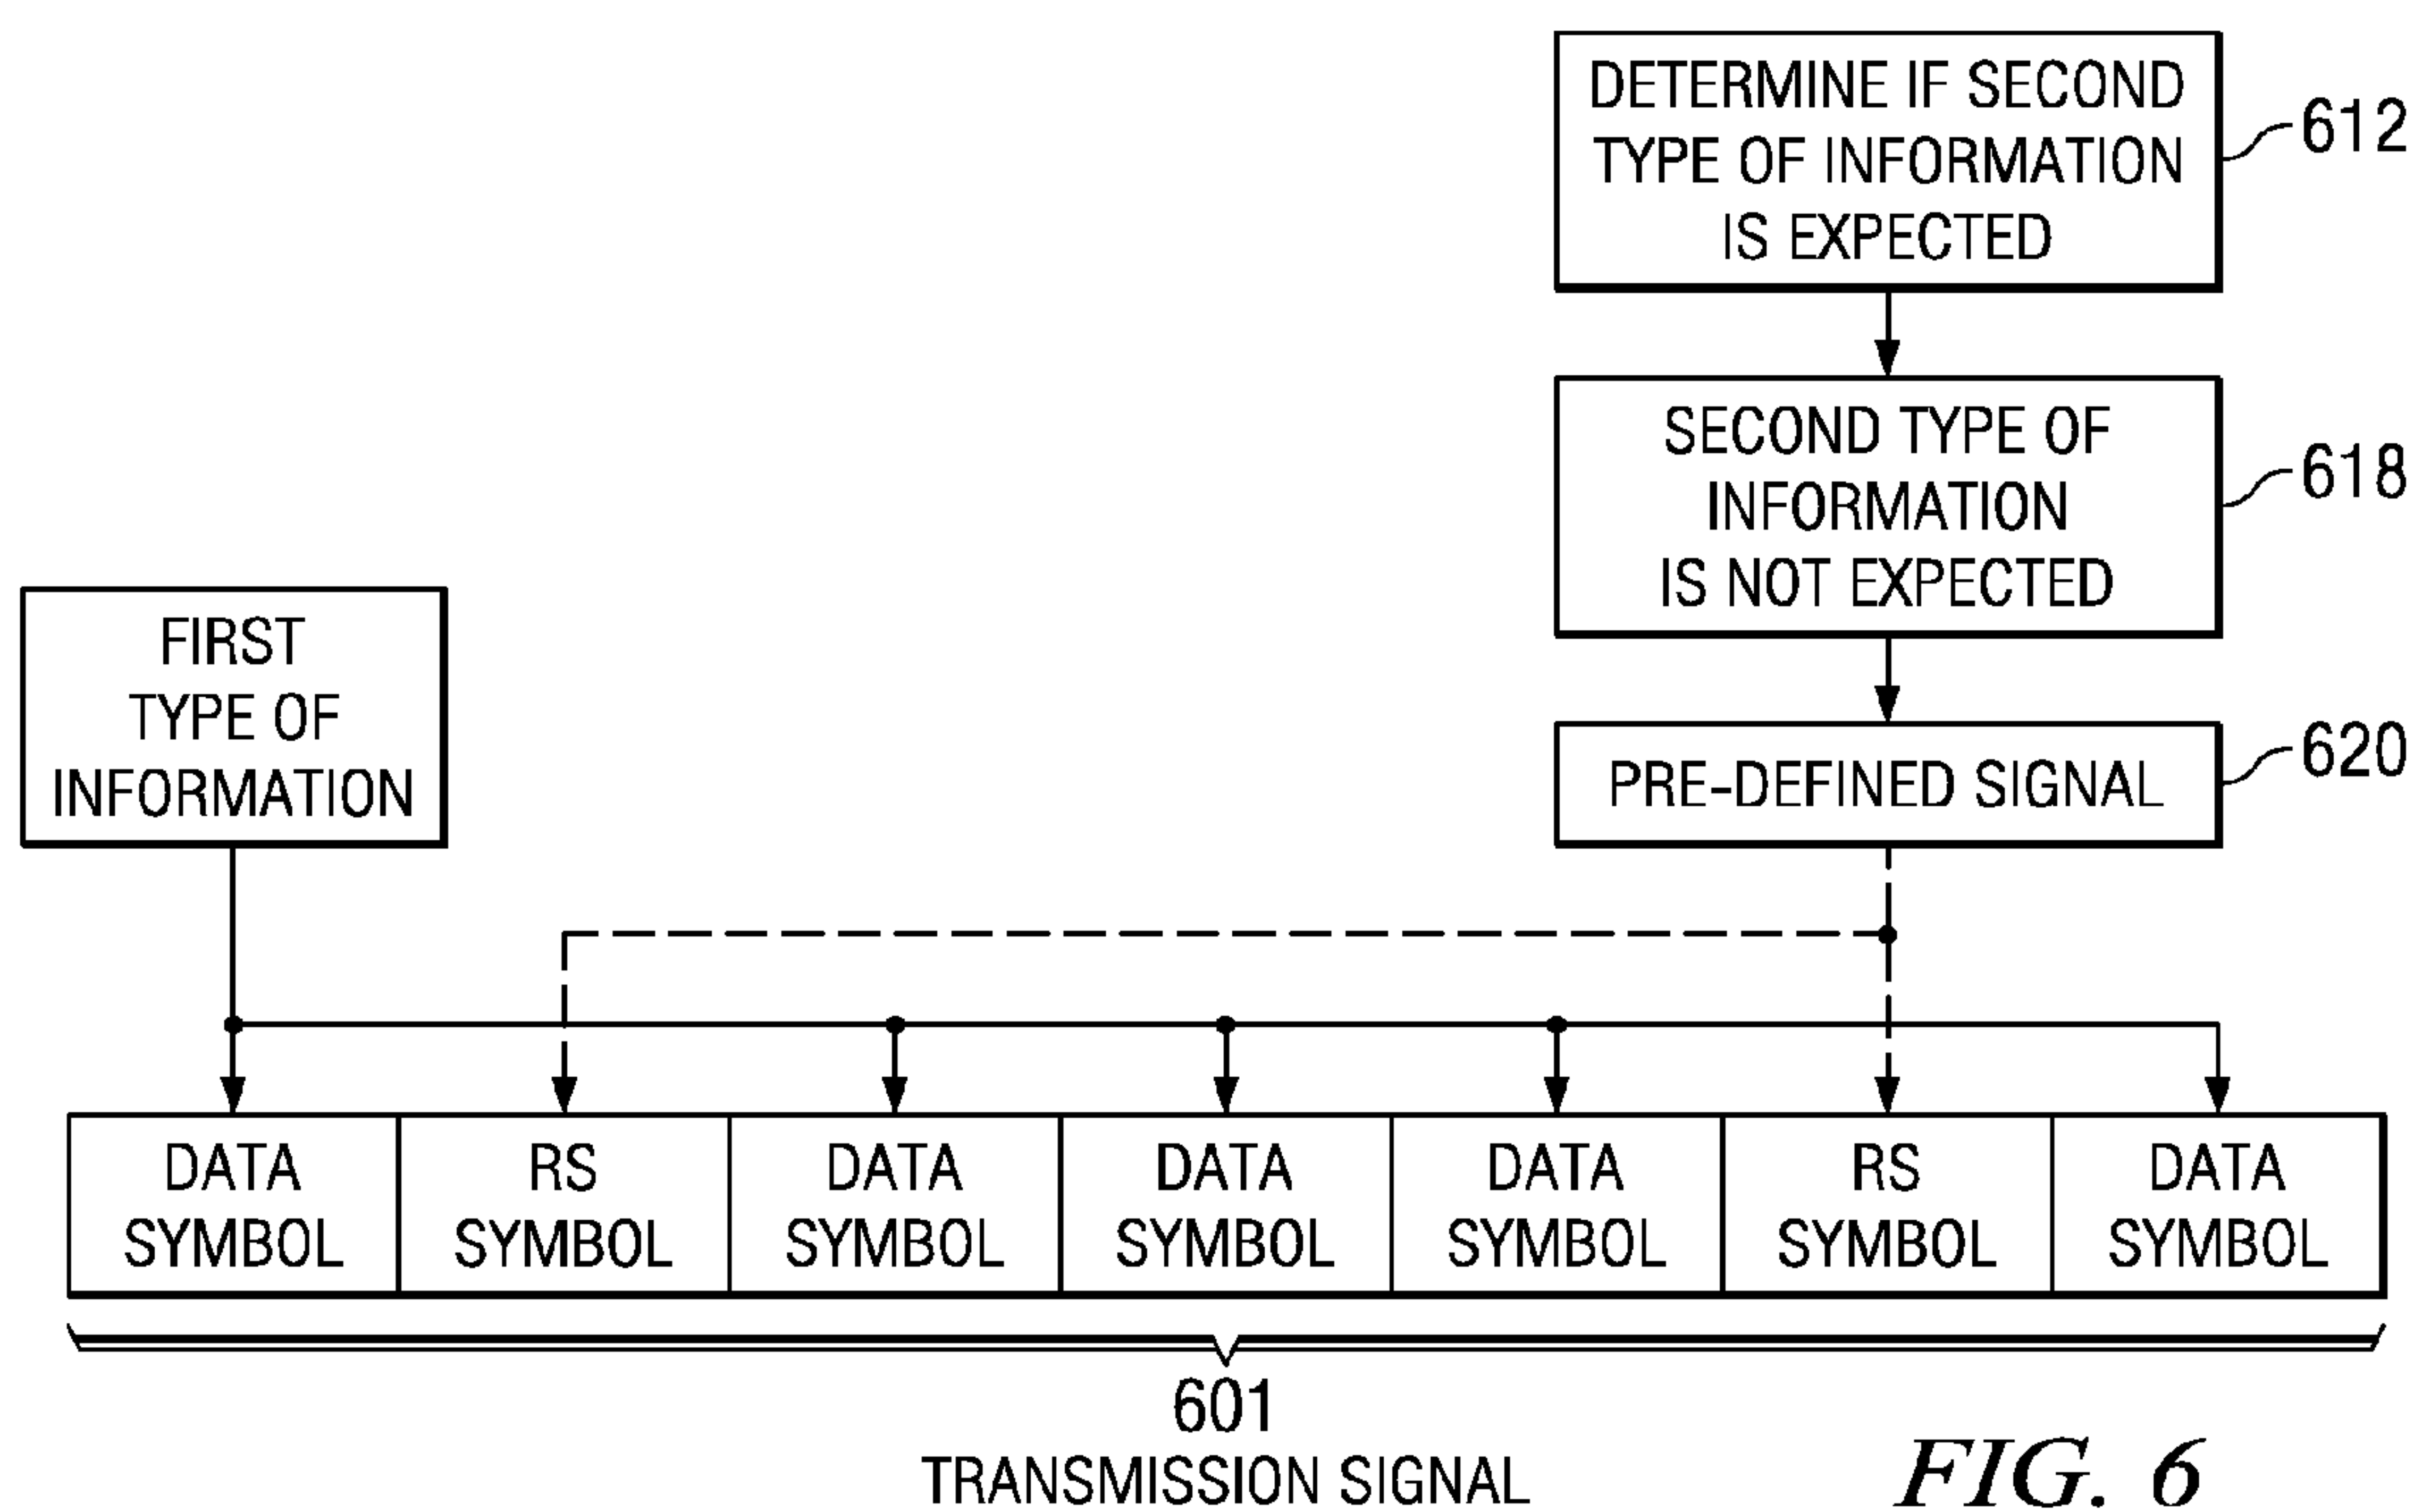 DETERMINE IF SECOND
TYPE OF INFORMATION
IS EXPECTED
612
SECOND TYPE OF
INFORMATION
IS NOT EXPECTED
618
FIRST
TYPE OF
INFORMATION
PRE-DEFINED SIGNAL
620
DATA
SYMBOL
RS
SYMBOL
DATA
SYMBOL
DATA
SYMBOL
DATA
SYMBOL
RS
SYMBOL
DATA
SYMBOL
601
TRANSMISSION SIGNAL
FIG. 6